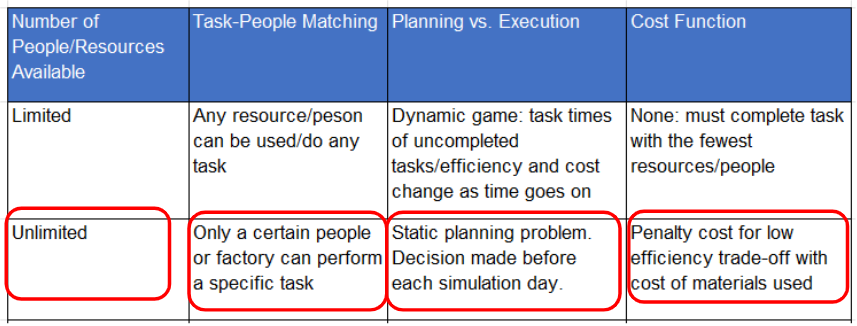 Number of
People/Resources
Available
Task-People Matching
Planning vs. Execution
Cost Function
Limited
Any resource/peson
can be used/do any
task
Dynamic game: task times
of uncompleted
tasks/efficiency and cost
change as time goes on
None: must complete task
with the fewest
resources/people
Unlimited
Only a certain people
or factory can perform
a specific task
Static planning problem.
Decision made before
each simulation day.
Penalty cost for low
efficiency trade-off with
cost of materials used